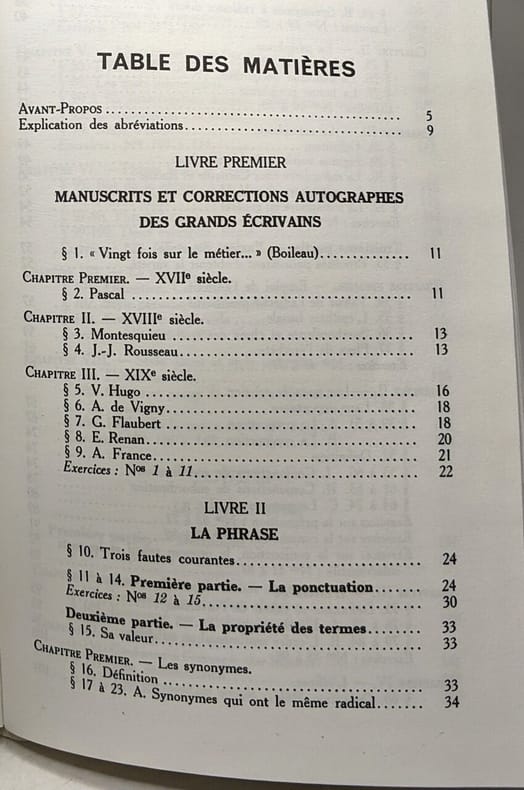 TABLE DES MATIÈRES
Avant-Propos........................................ 5
Explication des abréviations........................ 9
LIVRE PREMIER
MANUSCRITS ET CORRECTIONS AUTOGRAPHES
DES GRANDS ÉCRIVAINS
§ 1. « Vingt fois sur le métier... » (Boileau).............. 11
Chapitre Premier. — XVIIe siècle.
§ 2. Pascal ........................................ 11
Chapitre II. — XVIIIe siècle.
§ 3. Montesquieu ................................... 13
§ 4. J.-J. Rousseau................................. 13
Chapitre III. — XIXe siècle.
§ 5. V. Hugo........................................ 16
§ 6. A. de Vigny.................................... 18
§ 7. G. Flaubert ................................... 18
§ 8. E. Renan....................................... 20
§ 9. A. France...................................... 21
Exercices : Nos 1 à 11.............................. 22
LIVRE II
LA PHRASE
§ 10. Trois fautes courantes........................ 24
§ 11 à 14. Première partie. — La ponctuation....... 24
Exercices : Nos 12 à 15............................. 30
Deuxième partie. — La propriété des termes........ 33
§ 15. Sa valeur..................................... 33
Chapitre Premier. — Les synonymes.
§ 16. Définition ................................... 33
§ 17 à 23. A. Synonymes qui ont le même radical....... 34